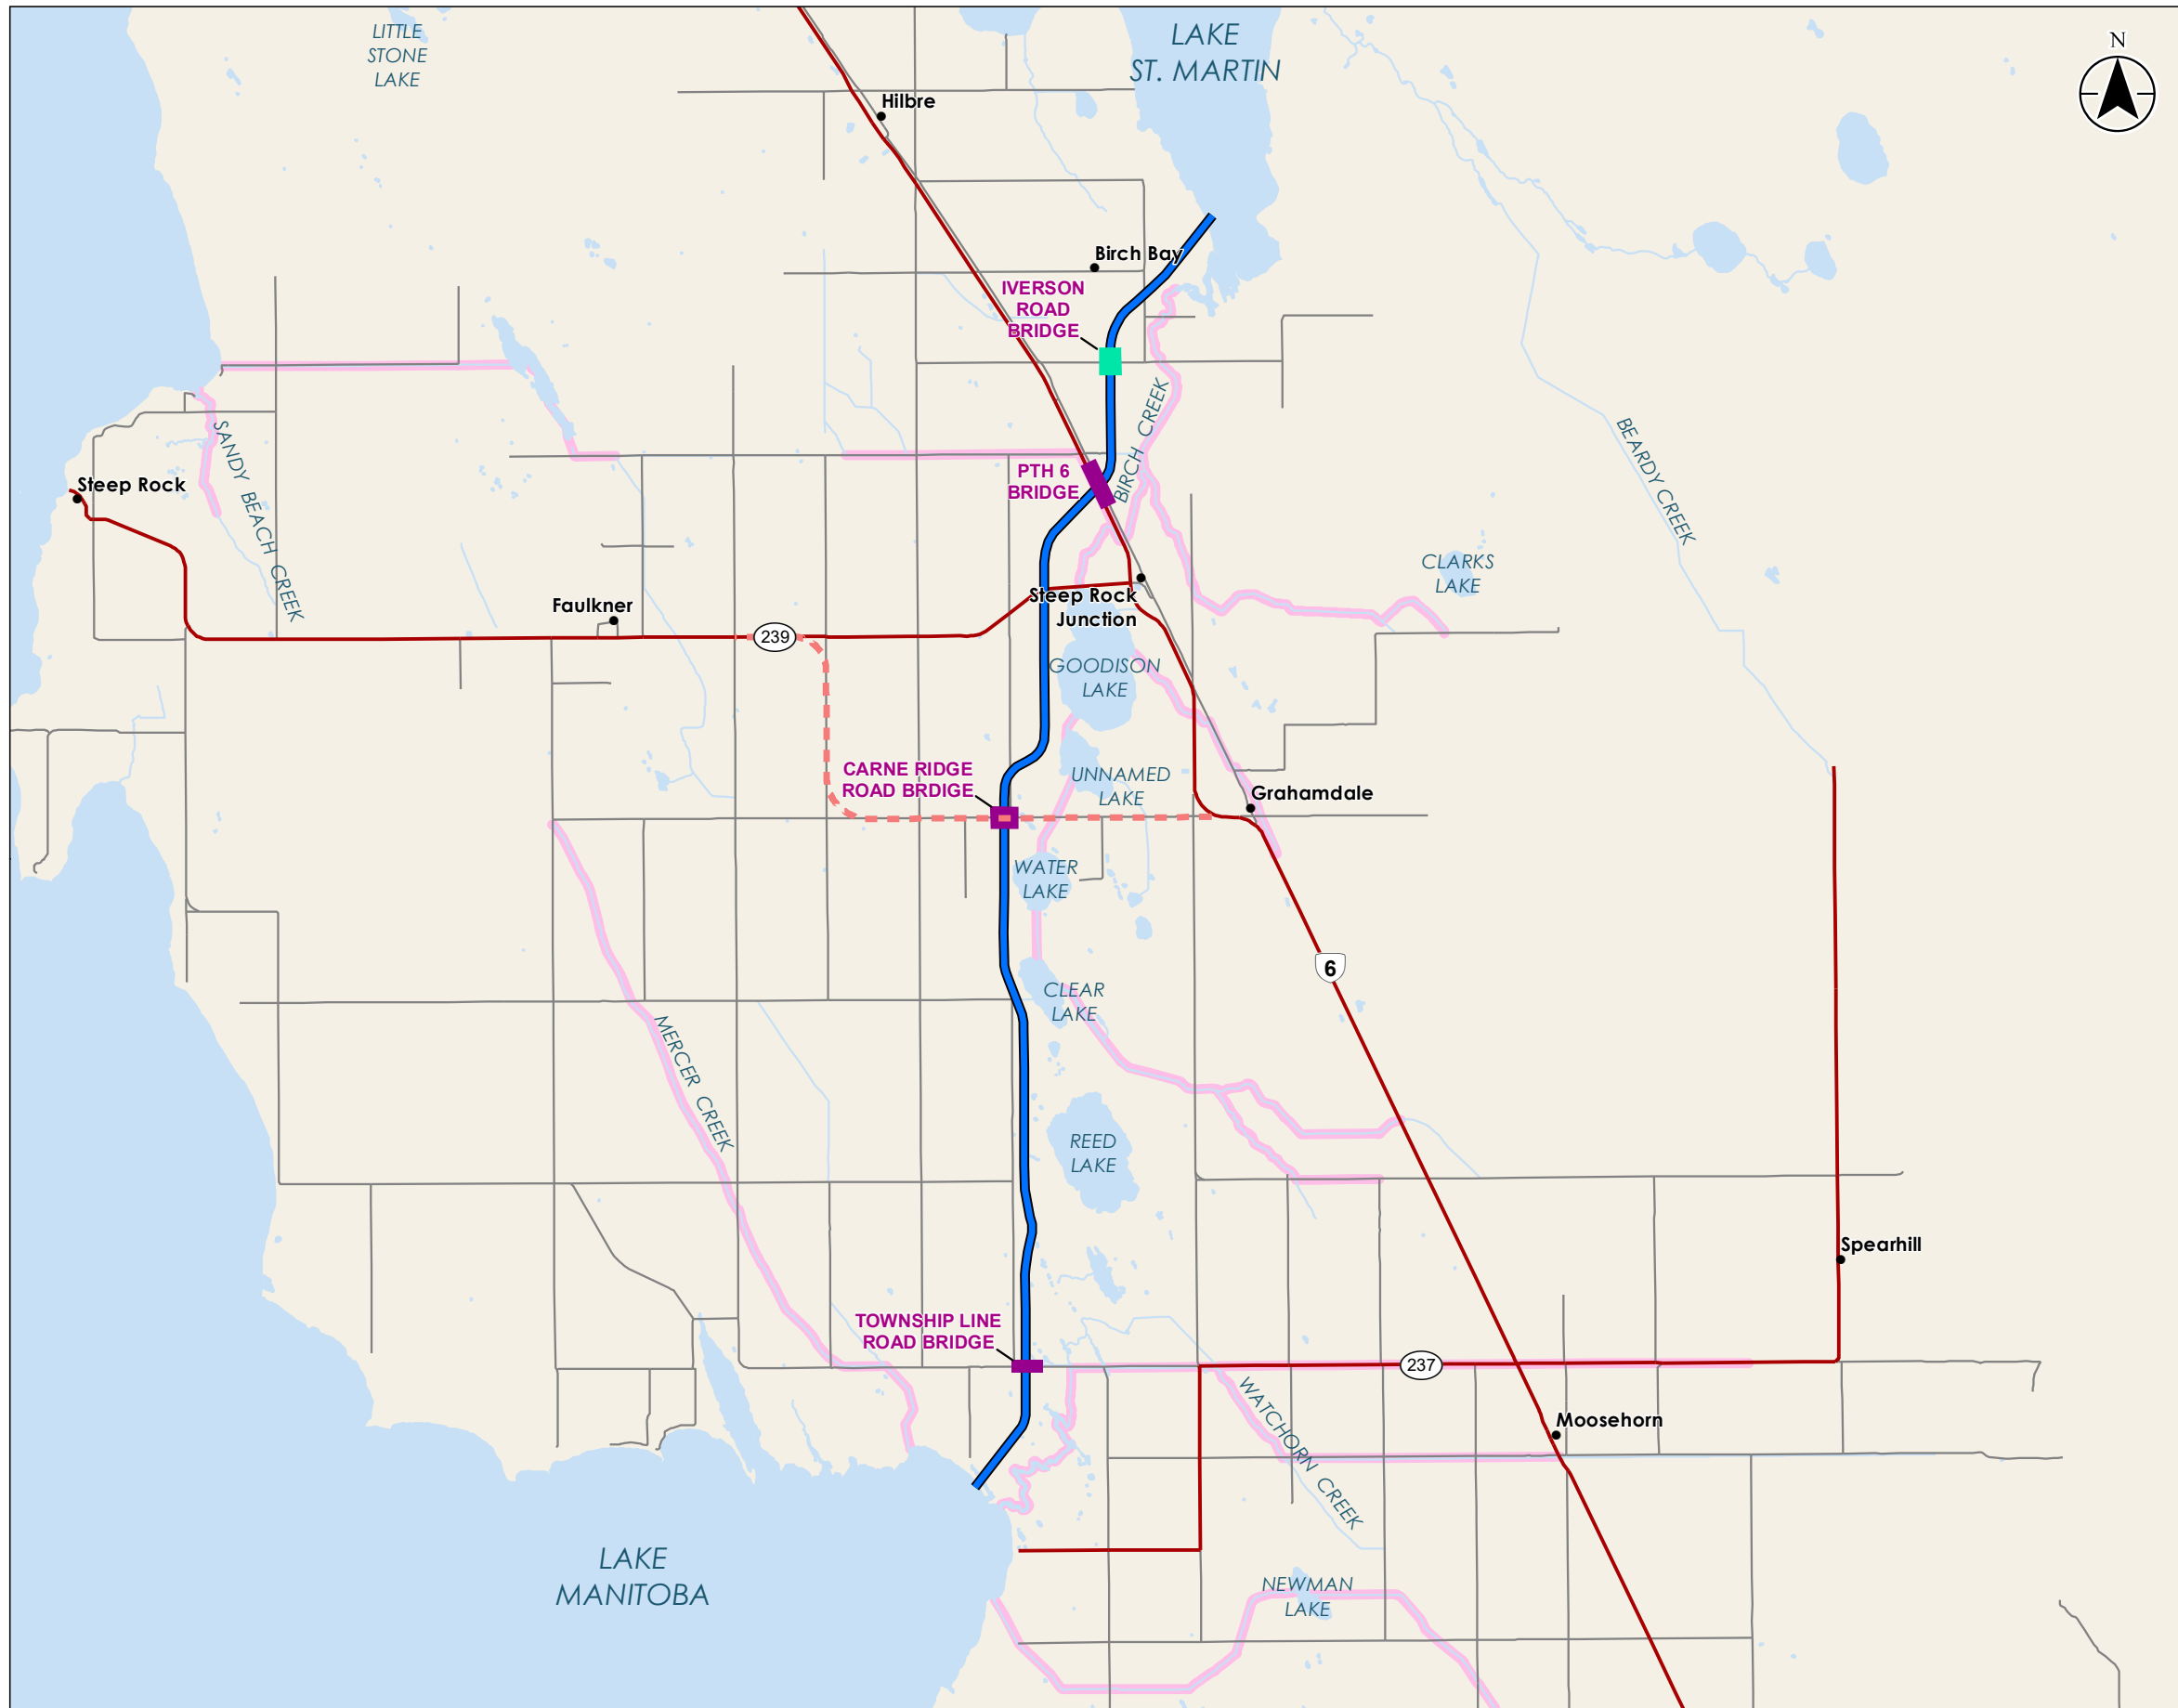 LITTLE
STONE
LAKE
LAKE
ST. MARTIN
N
Hilbre
Birch Bay
IVERSON
ROAD
BRIDGE
BIRCH CREEK
PTH 6
BRIDGE
SANDY BEACH CREEK
Steep Rock
BEARDY CREEK
CLARKS
LAKE
Faulkner
Steep Rock
Junction
239
GOODISON
LAKE
CARNE RIDGE
ROAD BRDIGE
UNNAMED
LAKE
Grahamdale
WATER
LAKE
6
CLEAR
LAKE
MERCER CREEK
REED
LAKE
Spearhill
TOWNSHIP LINE
ROAD BRIDGE
237
WATCHORN CREEK
Moosehorn
LAKE
MANITOBA
NEWMAN
LAKE